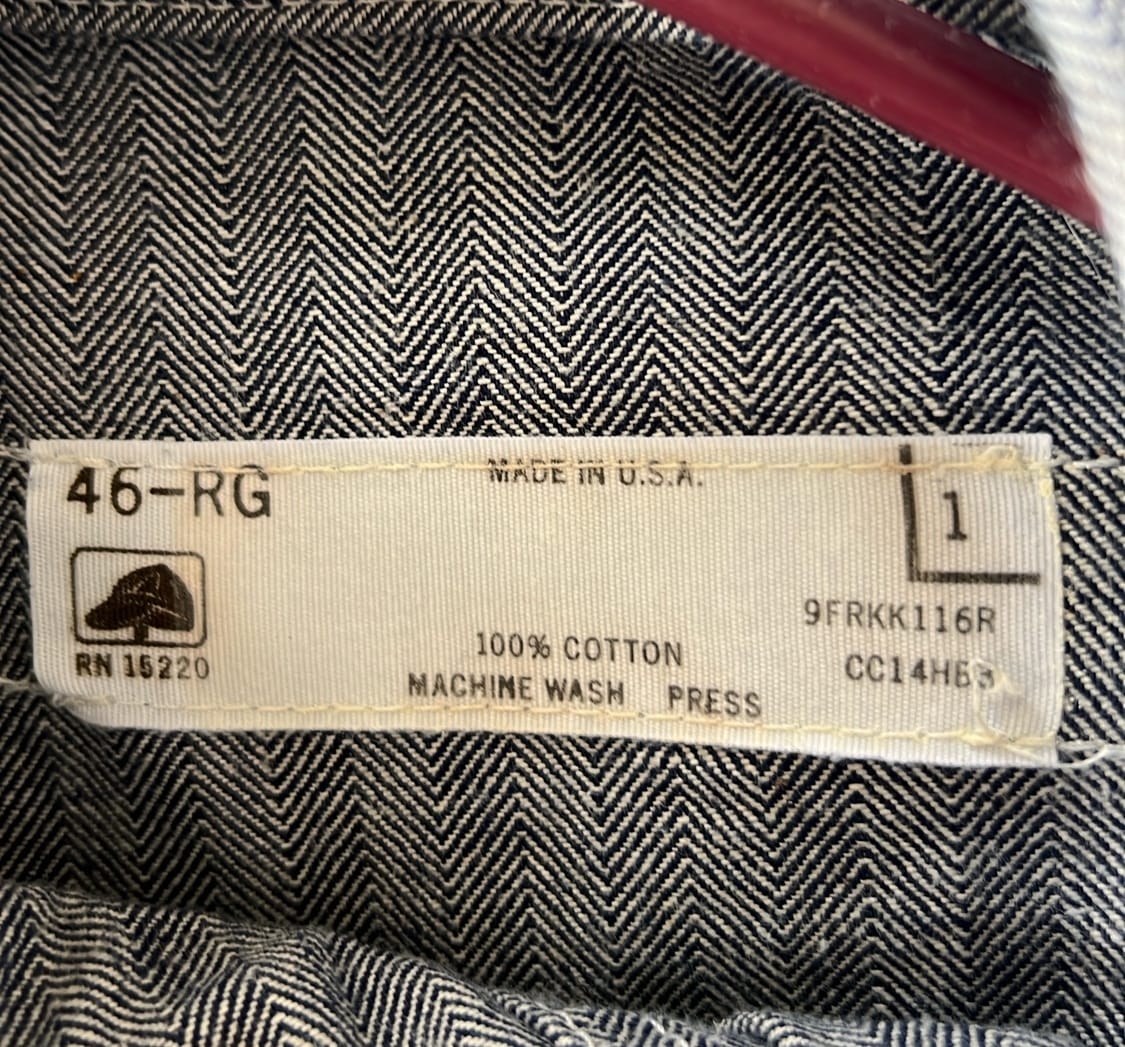 46-RG
MADE IN U.S.A.
1
RN 15220
9FRKK116R
100% COTTON
MACHINE WASH PRESS